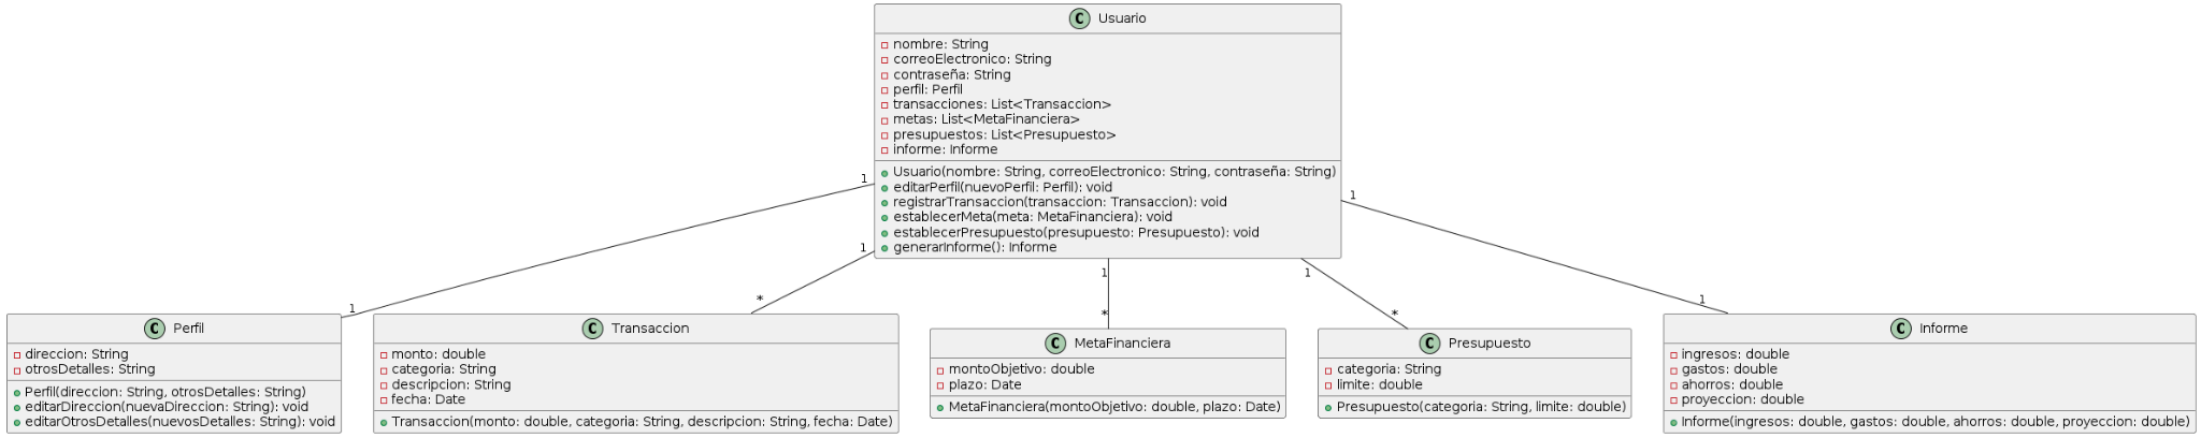 C Usuario
nombre: String
correoElectronico: String
contraseña: String
perfil: Perfil
transacciones: List<Transaccion>
metas: List<MetaFinanciera>
presupuestos: List<Presupuesto>
informe: Informe
Usuario(nombre: String, correoElectronico: String, contraseña: String)
editarPerfil(nuevoPerfil: Perfil): void
registrarTransaccion(transaccion: Transaccion): void
establecerMeta(meta: MetaFinanciera): void
establecerPresupuesto(presupuesto: Presupuesto): void
generarInforme(): Informe
1
1
1
1
1
1
*
*
*
1
C Perfil
direccion: String
otrosDetalles: String
Perfil(direccion: String, otrosDetalles: String)
editarDireccion(nuevaDireccion: String): void
editarOtrosDetalles(nuevosDetalles: String): void
C Transaccion
monto: double
categoria: String
descripcion: String
fecha: Date
Transaccion(monto: double, categoria: String, descripcion: String, fecha: Date)
C MetaFinanciera
montoObjetivo: double
plazo: Date
MetaFinanciera(montoObjetivo: double, plazo: Date)
C Presupuesto
categoria: String
limite: double
Presupuesto(categoria: String, limite: double)
C Informe
ingresos: double
gastos: double
ahorros: double
proyeccion: double
Informe(ingresos: double, gastos: double, ahorros: double, proyeccion: double)